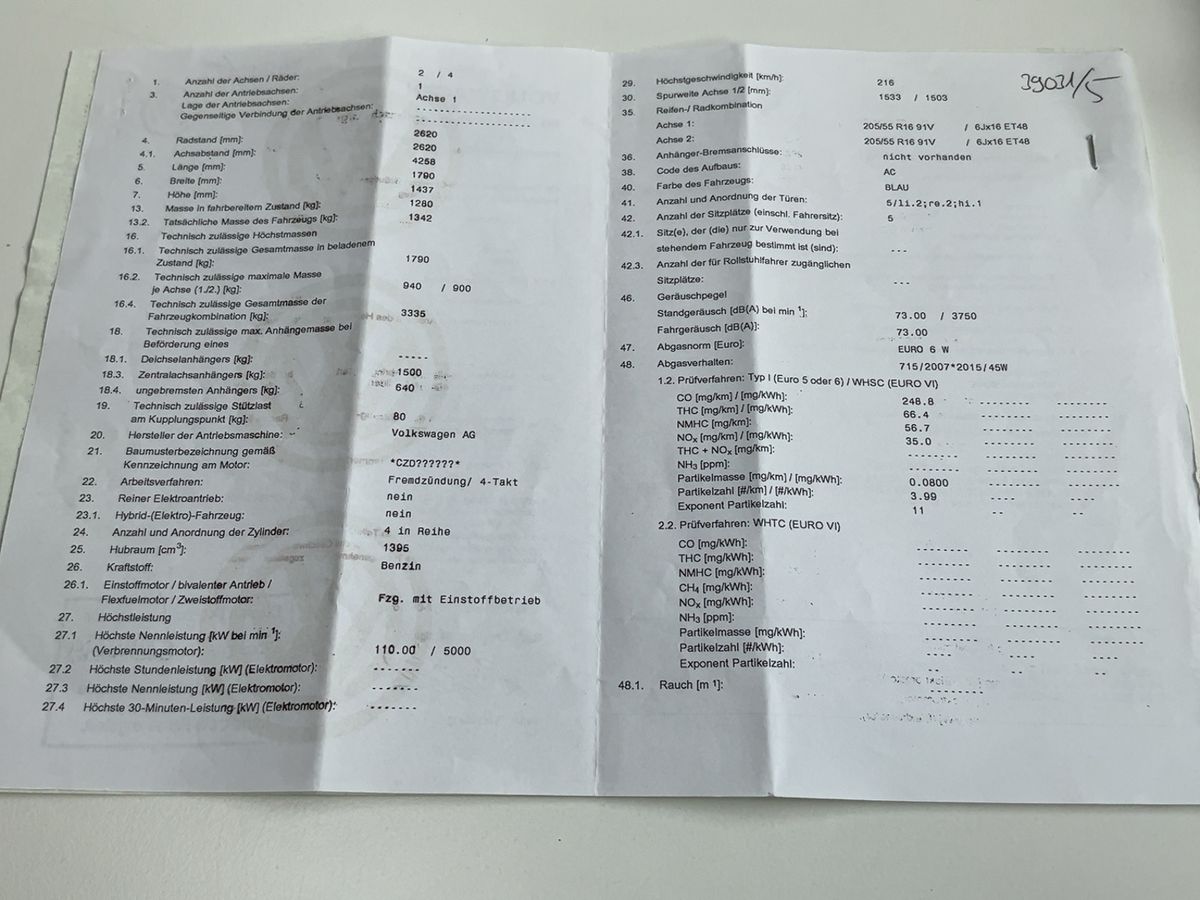 1. Anzahl der Achsen / Räder: 2 / 4
3. Anzahl der Antriebsachsen: 1
Lage der Antriebsachsen: Achse 1
Gegenseitige Verbindung der Antriebsachsen: --------------
4. Radstand [mm]: 2620
4.1. Achsabstand [mm]: 2620
5. Länge [mm]: 4258
6. Breite [mm]: 1790
7. Höhe [mm]: 1437
13. Masse in fahrbereitem Zustand [kg]: 1280
13.2. Tatsächliche Masse des Fahrzeugs [kg]: 1342
16. Technisch zulässige Höchstmassen
16.1. Technisch zulässige Gesamtmasse in beladenem
Zustand [kg]: 1790
16.2. Technisch zulässige maximale Masse
je Achse (1./2.) [kg]: 940 / 900
16.4. Technisch zulässige Gesamtmasse der
Fahrzeugkombination [kg]: 3335
18. Technisch zulässige max. Anhängemasse bei
Beförderung eines
18.1. Deichselanhängers [kg]: -----
18.3. Zentralachsanhängers [kg]: 1500
18.4. ungebremsten Anhängers [kg]: 640
19. Technisch zulässige Stützlast
am Kupplungspunkt [kg]: 80
20. Hersteller der Antriebsmaschine: Volkswagen AG
21. Baumusterbezeichnung gemäß
Kennzeichnung am Motor: *CZD??????*
22. Arbeitsverfahren: Fremdzündung/ 4-Takt
23. Reiner Elektroantrieb: nein
23.1. Hybrid-(Elektro)-Fahrzeug: nein
24. Anzahl und Anordnung der Zylinder: 4 in Reihe
25. Hubraum [cm³]: 1395
26. Kraftstoff: Benzin
26.1. Einstoffmotor / bivalenter Antrieb /
Flexfuelmotor / Zweistoffmotor: Fzg. mit Einstoffbetrieb
27. Höchstleistung
27.1 Höchste Nennleistung [kW bei min ¹]:
(Verbrennungsmotor): 110.00 / 5000
27.2 Höchste Stundenleistung [kW] (Elektromotor): -------
27.3 Höchste Nennleistung [kW] (Elektromotor): -------
27.4 Höchste 30-Minuten-Leistung [kW] (Elektromotor): -------
39031/5
29. Höchstgeschwindigkeit [km/h]: 216
30. Spurweite Achse 1/2 [mm]: 1533 / 1503
35. Reifen-/ Radkombination
Achse 1: 205/55 R16 91V / 6Jx16 ET48
Achse 2: 205/55 R16 91V / 6Jx16 ET48
36. Anhänger-Bremsanschlüsse: nicht vorhanden
38. Code des Aufbaus: AC
40. Farbe des Fahrzeugs: BLAU
41. Anzahl und Anordnung der Türen: 5/li.2;re.2;hi.1
42. Anzahl der Sitzplätze (einschl. Fahrersitz): 5
42.1. Sitz(e), der (die) nur zur Verwendung bei
stehendem Fahrzeug bestimmt ist (sind): ---
42.3. Anzahl der für Rollstuhlfahrer zugänglichen
Sitzplätze: ---
46. Geräuschpegel
Standgeräusch [dB(A) bei min ¹]: 73.00 / 3750
Fahrgeräusch [dB(A)]: 73.00
47. Abgasnorm [Euro]: EURO 6 W
48. Abgasverhalten: 715/2007*2015/45W
1.2. Prüfverfahren: Typ I (Euro 5 oder 6) / WHSC (EURO VI)
CO [mg/km] / [mg/kWh]: 248.8 -------- --------
THC [mg/km] / [mg/kWh]: 66.4 -------- --------
NMHC [mg/km]: 56.7 -------- --------
NOx [mg/km] / [mg/kWh]: 35.0 -------- --------
THC + NOx [mg/km]: -------- -------- --------
NH3 [ppm]: -------- -------- --------
Partikelmasse [mg/km] / [mg/kWh]: 0.0800 -------- --------
Partikelzahl [#/km] / [#/kWh]: 3.99 ---- ----
Exponent Partikelzahl: 11 -- --
2.2. Prüfverfahren: WHTC (EURO VI)
CO [mg/kWh]: -------- -------- --------
THC [mg/kWh]: -------- -------- --------
NMHC [mg/kWh]: -------- -------- --------
CH4 [mg/kWh]: -------- -------- --------
NOx [mg/kWh]: -------- -------- --------
NH3 [ppm]: -------- -------- --------
Partikelmasse [mg/kWh]: -------- -------- --------
Partikelzahl [#/kWh]: ---- ---- ----
Exponent Partikelzahl: -- -- --
48.1. Rauch [m ¹]: --------